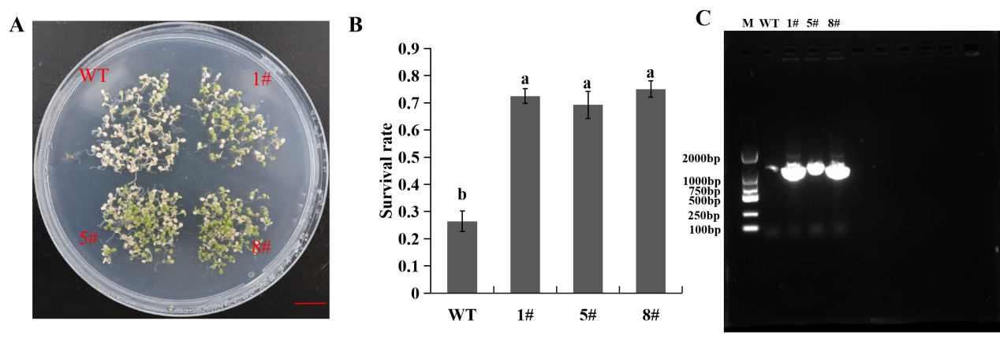 A
WT
1#
5#
8#
B
Survival rate
0.9
0.8
0.7
0.6
0.5
0.4
0.3
0.2
0.1
0
b
a
a
a
WT 1# 5# 8#
C
M WT 1# 5# 8#
2000bp
1000bp
750bp
500bp
250bp
100bp